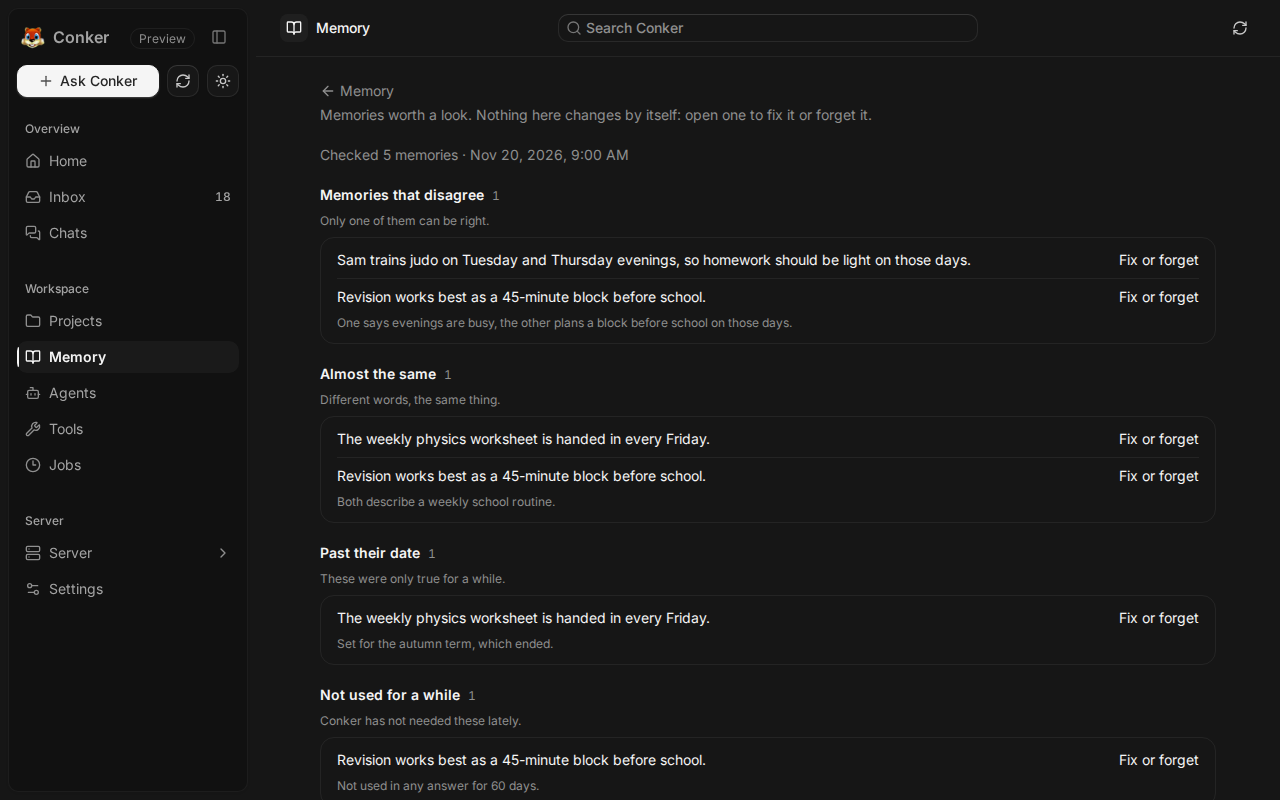 Conker
Preview
Ask Conker
Overview
Home
Inbox 18
Chats
Workspace
Projects
Memory
Agents
Tools
Jobs
Server
Server
Settings
Memory
Search Conker
Memory
Memories worth a look. Nothing here changes by itself: open one to fix it or forget it.
Checked 5 memories · Nov 20, 2026, 9:00 AM
Memories that disagree 1
Only one of them can be right.
Sam trains judo on Tuesday and Thursday evenings, so homework should be light on those days. Fix or forget
Revision works best as a 45-minute block before school. Fix or forget
One says evenings are busy, the other plans a block before school on those days.
Almost the same 1
Different words, the same thing.
The weekly physics worksheet is handed in every Friday. Fix or forget
Revision works best as a 45-minute block before school. Fix or forget
Both describe a weekly school routine.
Past their date 1
These were only true for a while.
The weekly physics worksheet is handed in every Friday. Fix or forget
Set for the autumn term, which ended.
Not used for a while 1
Conker has not needed these lately.
Revision works best as a 45-minute block before school. Fix or forget
Not used in any answer for 60 days.